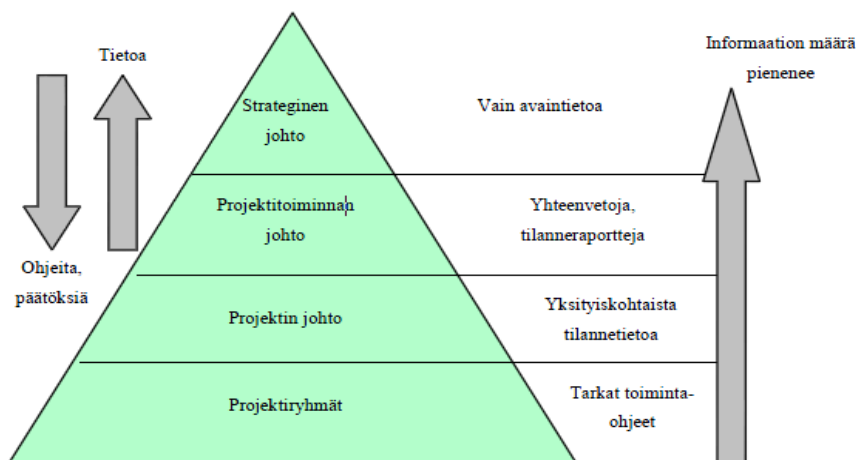 Tietoa
Ohjeita,
päätöksiä
Strateginen
johto
Projektitoiminnan
johto
Projektin johto
Projektiryhmät
Vain avaintietoa
Yhteenvetoja,
tilanneraportteja
Yksityiskohtaista
tilannetietoa
Tarkat toiminta-
ohjeet
Informaation määrä
pienenee